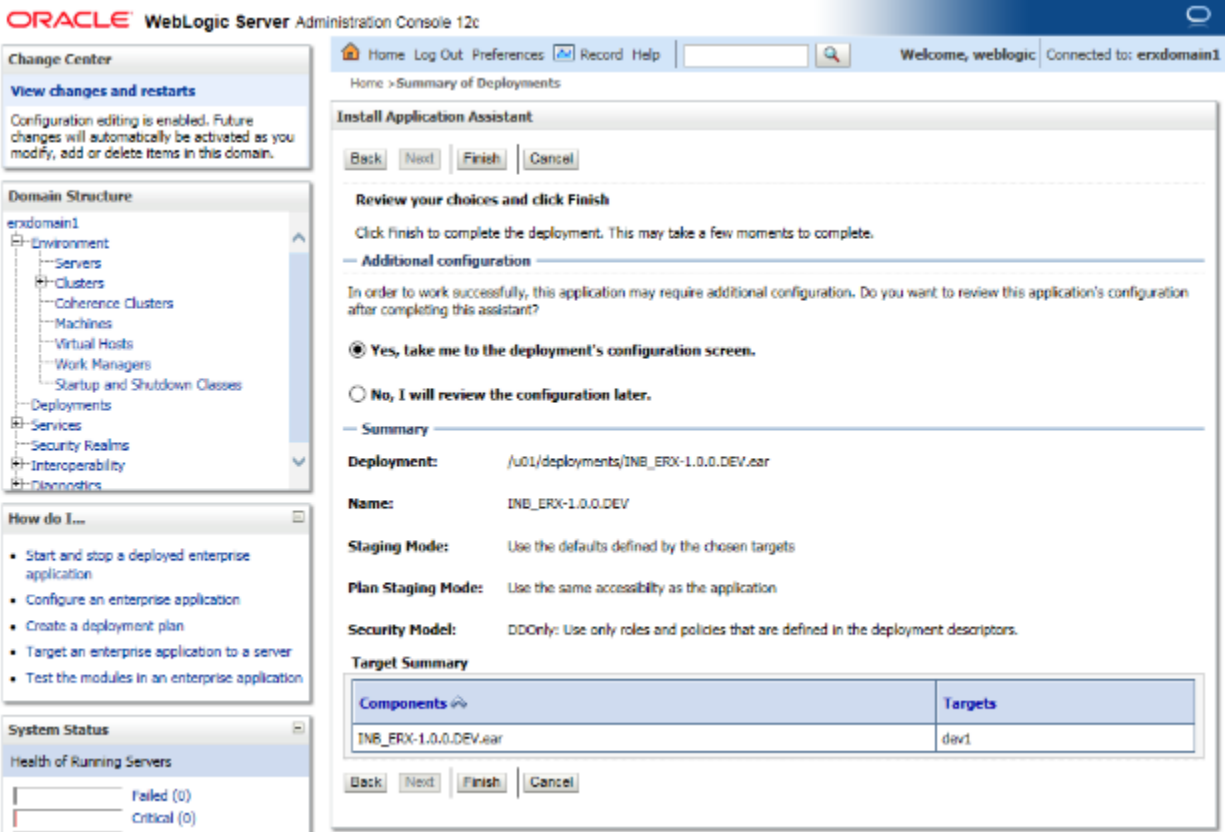 ORACLE WebLogic Server Administration Console 12c
Change Center
View changes and restarts
Configuration editing is enabled. Future
changes will automatically be activated as you
modify, add or delete items in this domain.
Domain Structure
erxdomain1
Environment
Servers
Clusters
Coherence Clusters
Machines
Virtual Hosts
Work Managers
Startup and Shutdown Classes
Deployments
Services
Security Realms
Interoperability
Diagnostics
How do I...
Start and stop a deployed enterprise
application
Configure an enterprise application
Create a deployment plan
Target an enterprise application to a server
Test the modules in an enterprise application
System Status
Health of Running Servers
Failed (0)
Critical (0)
Home Log Out Preferences Record Help
Welcome, weblogic Connected to: erxdomain1
Home >Summary of Deployments
Install Application Assistant
Back Next Finish Cancel
Review your choices and click Finish
Click Finish to complete the deployment. This may take a few moments to complete.
Additional configuration
In order to work successfully, this application may require additional configuration. Do you want to review this application's configuration
after completing this assistant?
Yes, take me to the deployment's configuration screen.
No, I will review the configuration later.
Summary
Deployment: /u01/deployments/INB_ERX-1.0.0.DEV.ear
Name: INB_ERX-1.0.0.DEV
Staging Mode: Use the defaults defined by the chosen targets
Plan Staging Mode: Use the same accessibilty as the application
Security Model: DDOnly: Use only roles and policies that are defined in the deployment descriptors.
Target Summary
Components Targets
INB_ERX-1.0.0.DEV.ear dev1
Back Next Finish Cancel